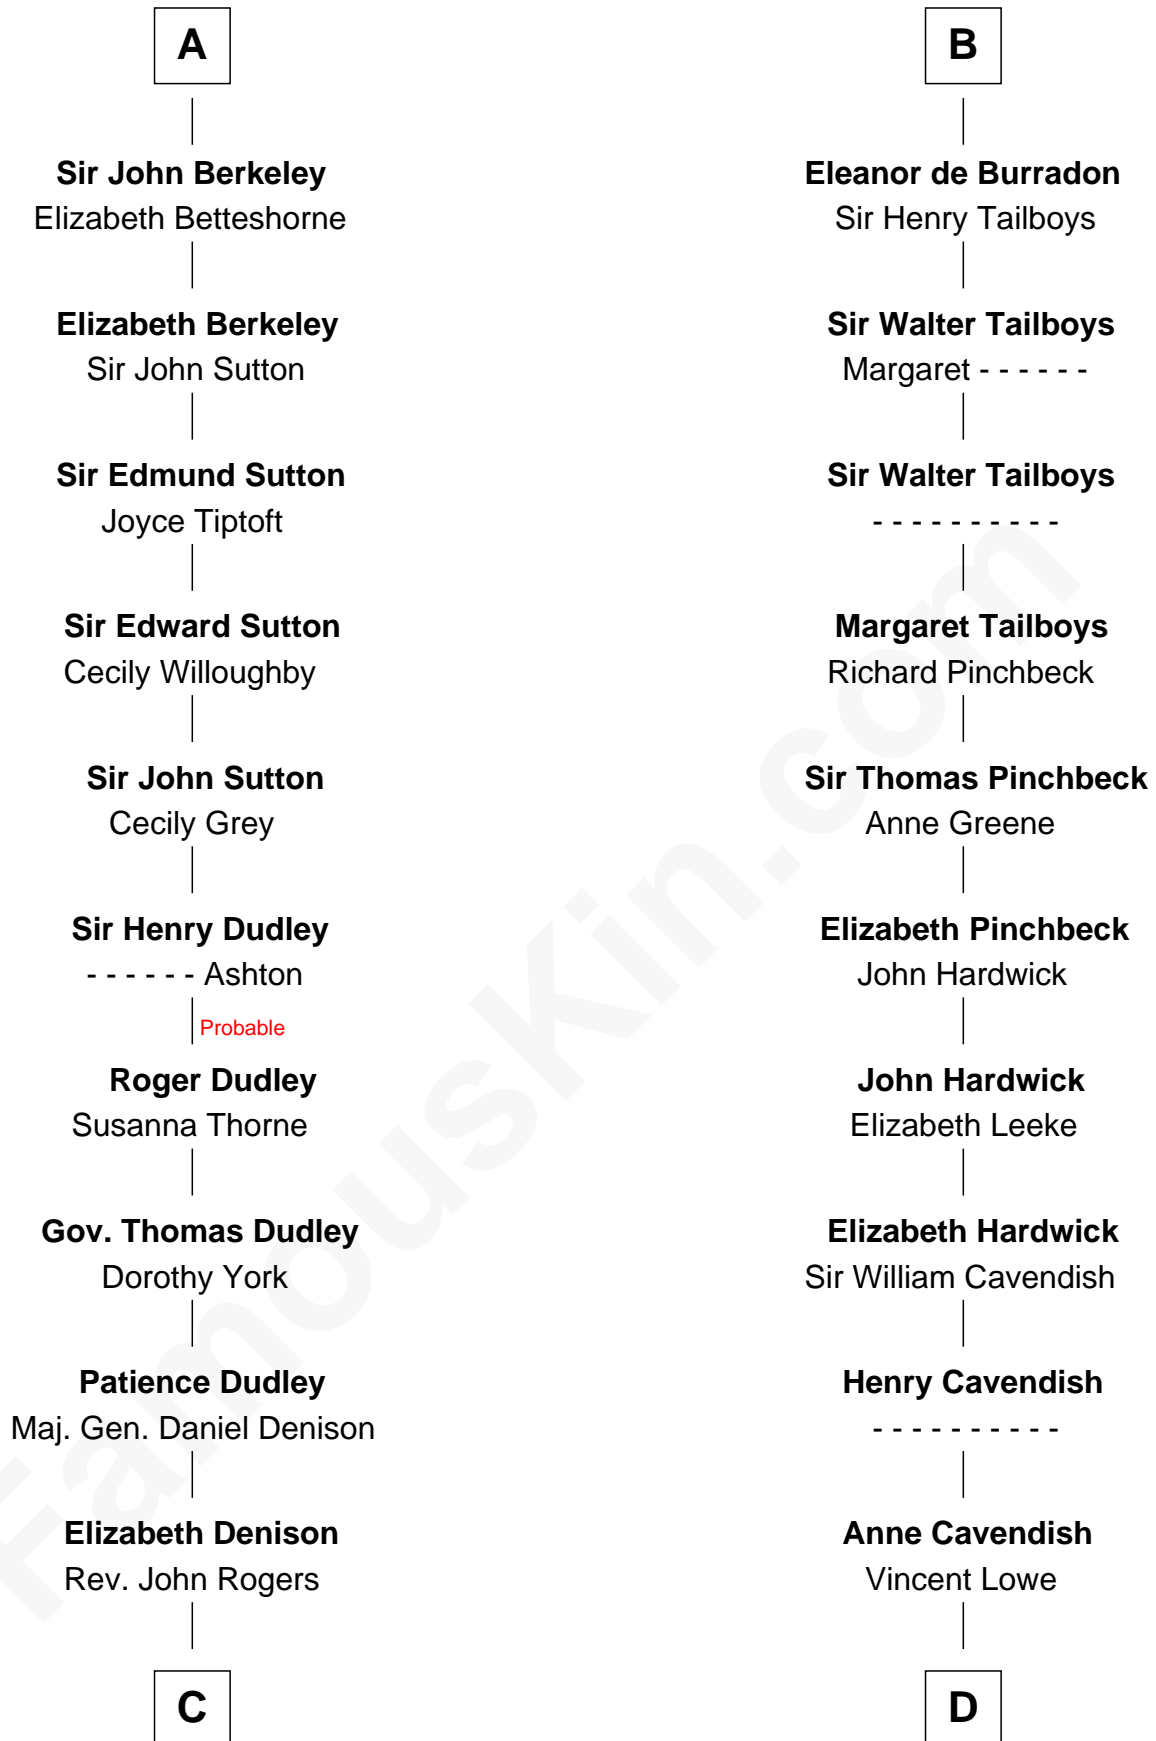 A
Sir John Berkeley
Elizabeth Betteshorne
Elizabeth Berkeley
Sir John Sutton
Sir Edmund Sutton
Joyce Tiptoft
Sir Edward Sutton
Cecily Willoughby
Sir John Sutton
Cecily Grey
Sir Henry Dudley
- - - - - - Ashton
Probable
Roger Dudley
Susanna Thorne
Gov. Thomas Dudley
Dorothy York
Patience Dudley
Maj. Gen. Daniel Denison
Elizabeth Denison
Rev. John Rogers
C
B
Eleanor de Burradon
Sir Henry Tailboys
Sir Walter Tailboys
Margaret - - - - - -
Sir Walter Tailboys
- - - - - - - - - -
Margaret Tailboys
Richard Pinchbeck
Sir Thomas Pinchbeck
Anne Greene
Elizabeth Pinchbeck
John Hardwick
John Hardwick
Elizabeth Leeke
Elizabeth Hardwick
Sir William Cavendish
Henry Cavendish
- - - - - - - - - -
Anne Cavendish
Vincent Lowe
D
FamousKin.com